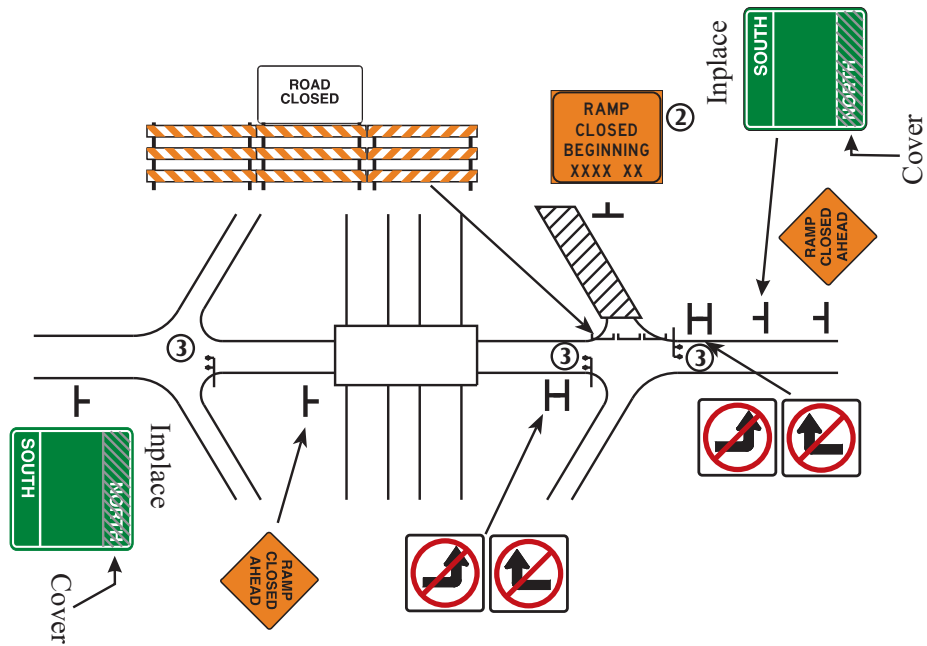 ROAD
CLOSED
RAMP
CLOSED
BEGINNING
XXXX XX
2
Inplace
SOUTH
NORTH
Cover
RAMP
CLOSED
AHEAD
3
3
3
SOUTH
NORTH
Inplace
Cover
RAMP
CLOSED
AHEAD